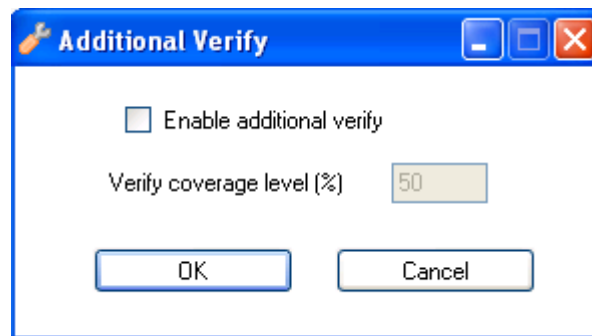 Additional Verify
Enable additional verify
Verify coverage level (%) 50
OK Cancel